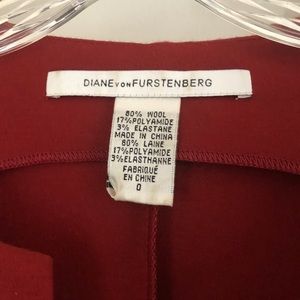 DIANE VON FURSTENBERG
80% WOOL
17% POLYAMIDE
3% ELASTANE
MADE IN CHINA
80% LAINE
17% POLYAMIDE
3% ELASTHANNE
FABRIQUÉ
EN CHINE
0